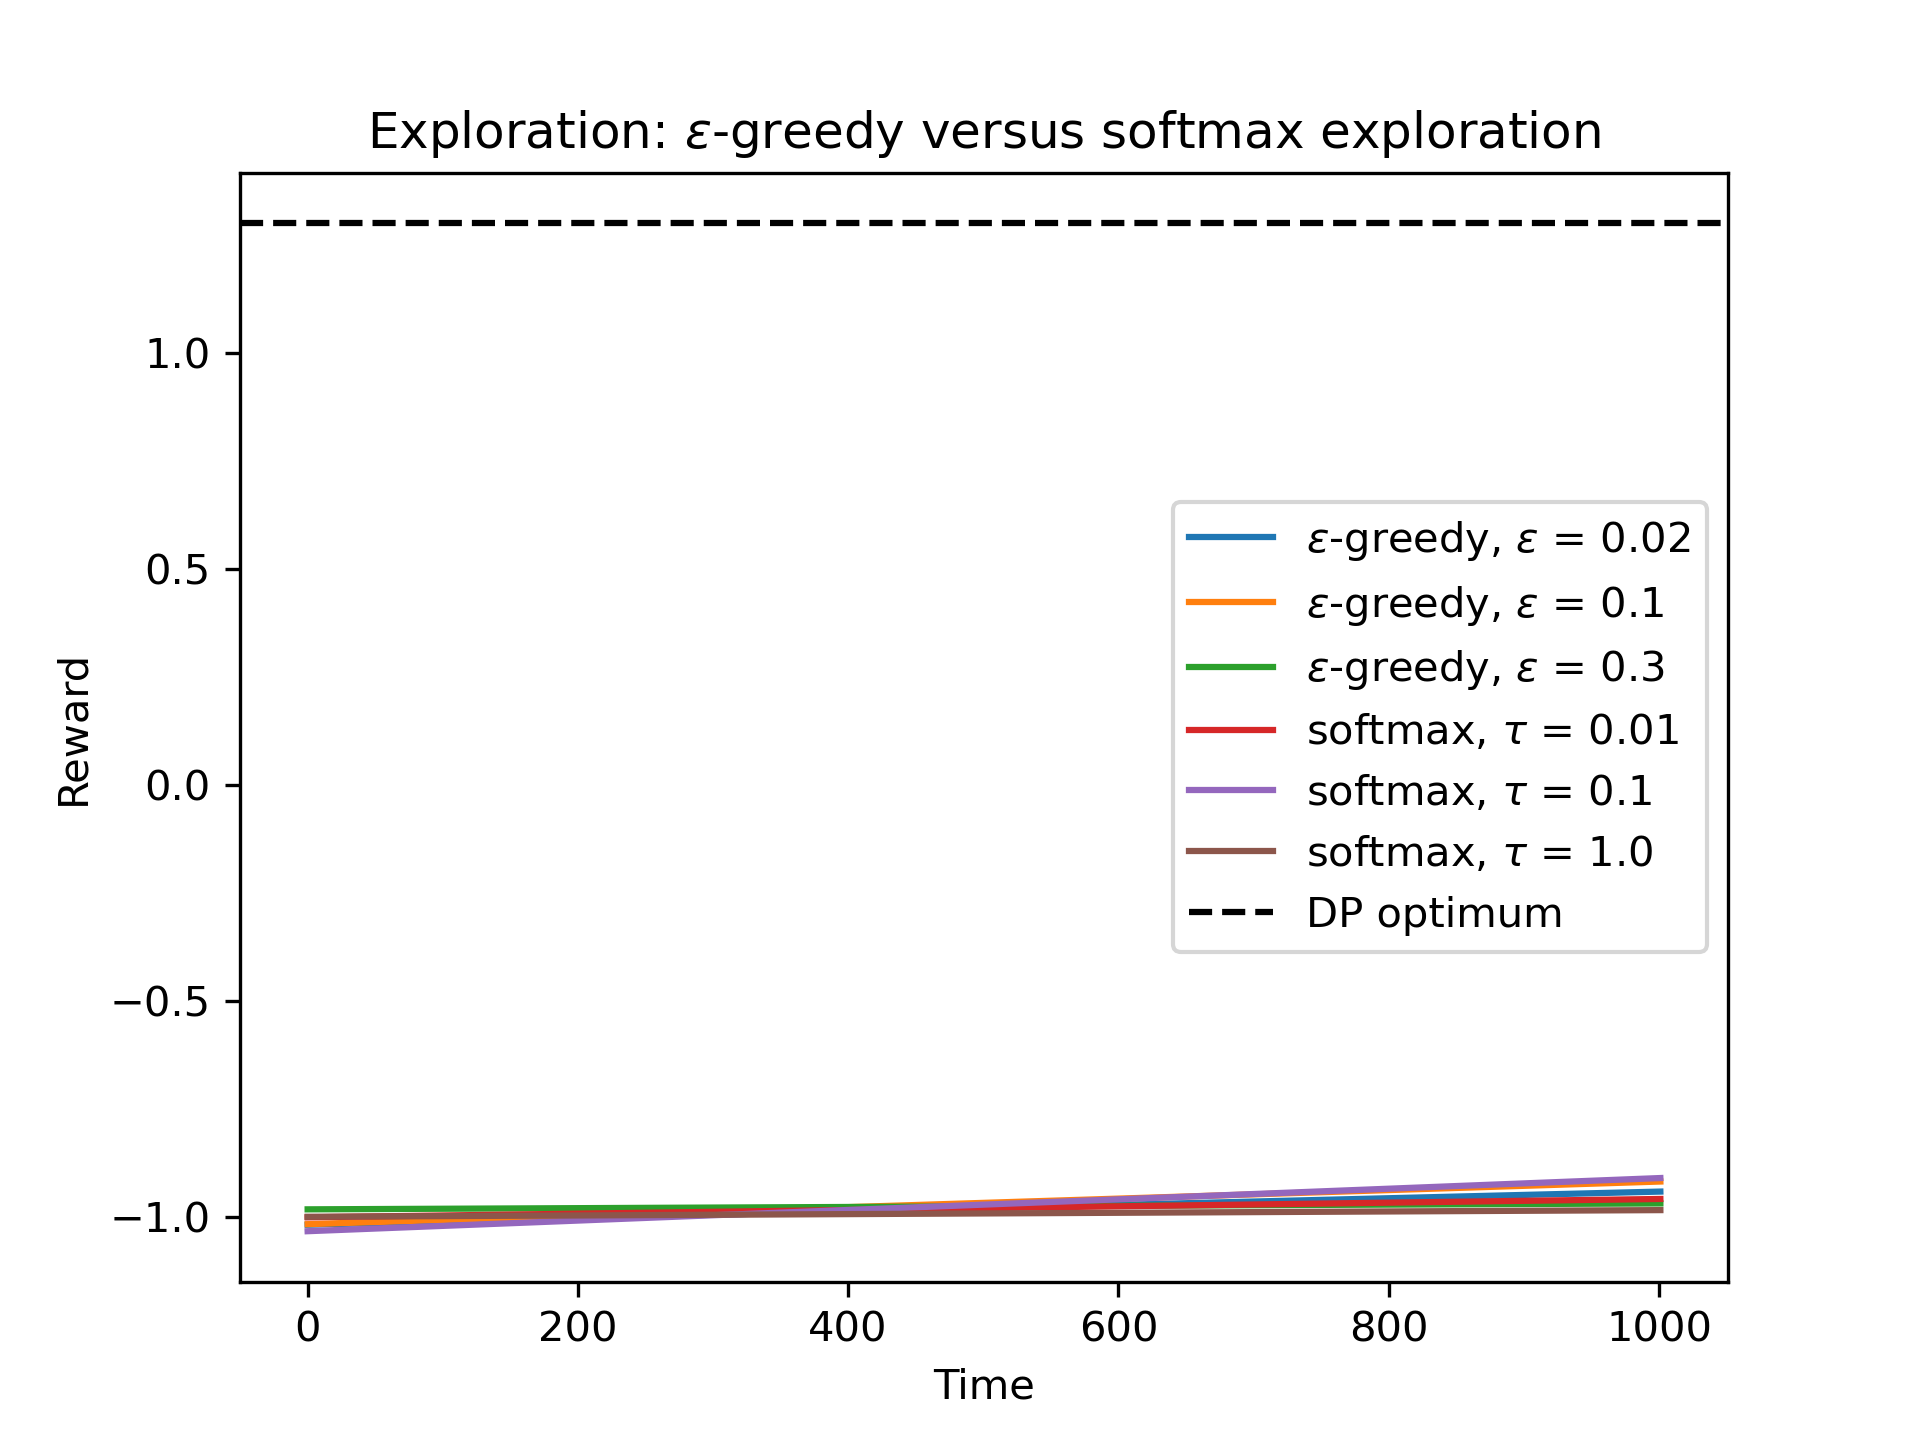 Exploration: ε-greedy versus softmax exploration
1.0
0.5
0.0
−0.5
−1.0
Reward
ε-greedy, ε = 0.02
ε-greedy, ε = 0.1
ε-greedy, ε = 0.3
softmax, τ = 0.01
softmax, τ = 0.1
softmax, τ = 1.0
DP optimum
0 200 400 600 800 1000
Time